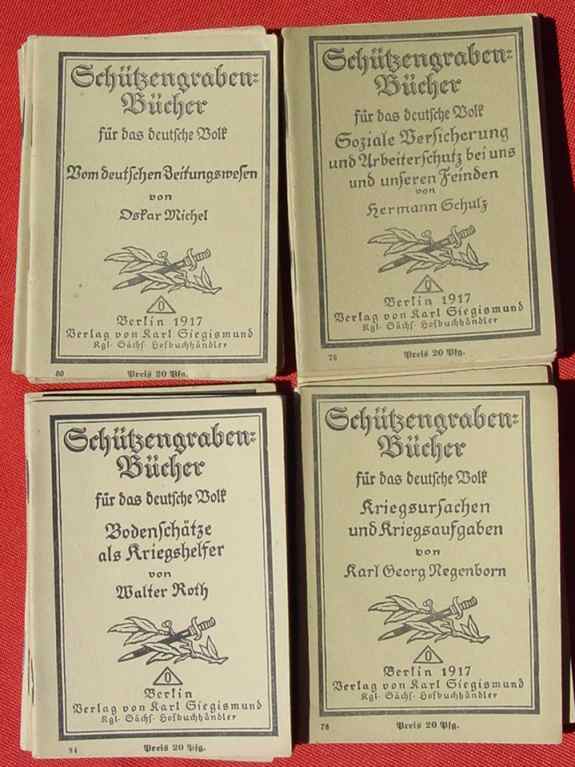 Schützengraben=
Bücher
für das deutsche Volk
Vom deutschen Zeitungswesen
von
Oskar Michel
Berlin 1917
Verlag von Karl Siegismund
Kgl. Sächs. Hofbuchhändler
80
Preis 20 Pfg.
Schützengraben=
Bücher
für das deutsche Volk
Soziale Versicherung
und Arbeiterschutz bei uns
und unseren Feinden
von
Hermann Schulz
Berlin 1917
Verlag von Karl Siegismund
Kgl. Sächs. Hofbuchhändler
76
Preis 20 Pfg.
Schützengraben=
Bücher
für das deutsche Volk
Bodenschätze
als Kriegshelfer
von
Walter Roth
Berlin
Verlag von Karl Siegismund
Kgl. Sächs. Hofbuchhändler
Preis 20 Pfg.
Schützengraben=
Bücher
für das deutsche Volk
Kriegsursachen
und Kriegsaufgaben
von
Karl Georg Negenborn
Berlin 1917
Verlag von Karl Siegismund
Kgl. Sächs. Hofbuchhändler
78
Preis 20 Pfg.